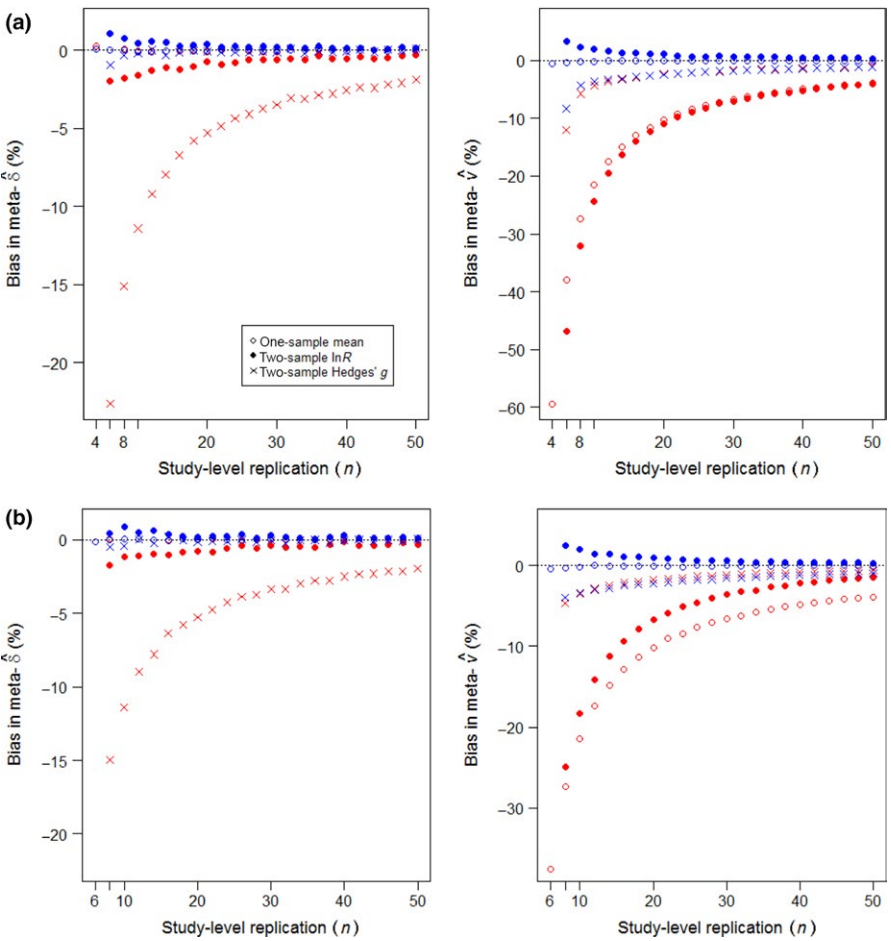 (a)
0
−5
−10
−15
−20
Bias in meta- δ̂ (%)
One-sample mean
Two-sample lnR
Two-sample Hedges' g
4 8 20 30 40 50
Study-level replication (n)
10
0
−10
−20
−30
−40
−50
−60
Bias in meta- v̂ (%)
4 8 20 30 40 50
Study-level replication (n)
(b)
0
−5
−10
−15
−20
Bias in meta- δ̂ (%)
6 10 20 30 40 50
Study-level replication (n)
0
−10
−20
−30
Bias in meta- v̂ (%)
6 10 20 30 40 50
Study-level replication (n)